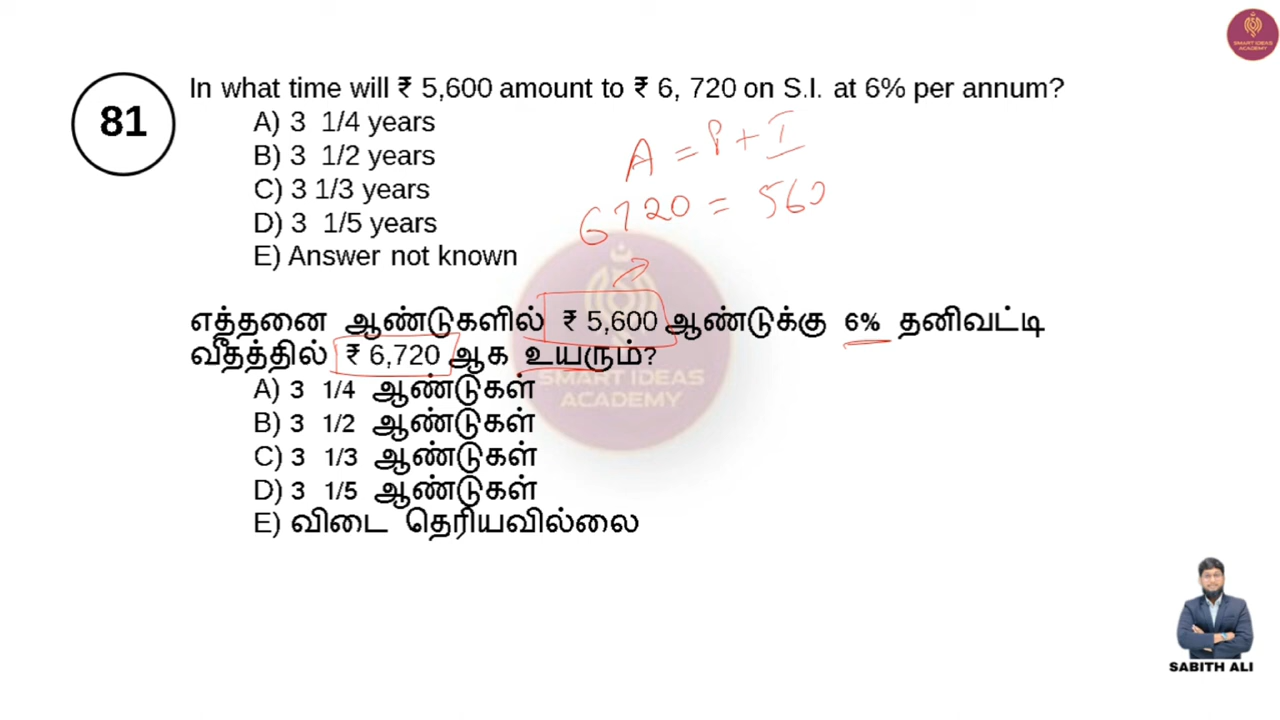 SMART IDEAS
ACADEMY
81
In what time will ₹ 5,600 amount to ₹ 6, 720 on S.I. at 6% per annum?
A) 3 1/4 years
B) 3 1/2 years
C) 3 1/3 years
D) 3 1/5 years
E) Answer not known
A = P + I
6720 = 560
எத்தனை ஆண்டுகளில் ₹ 5,600 ஆண்டுக்கு 6% தனிவட்டி
வீதத்தில் ₹ 6,720 ஆக உயரும்?
SMART IDEAS
ACADEMY
A) 3 1/4 ஆண்டுகள்
B) 3 1/2 ஆண்டுகள்
C) 3 1/3 ஆண்டுகள்
D) 3 1/5 ஆண்டுகள்
E) விடை தெரியவில்லை
SABITH ALI